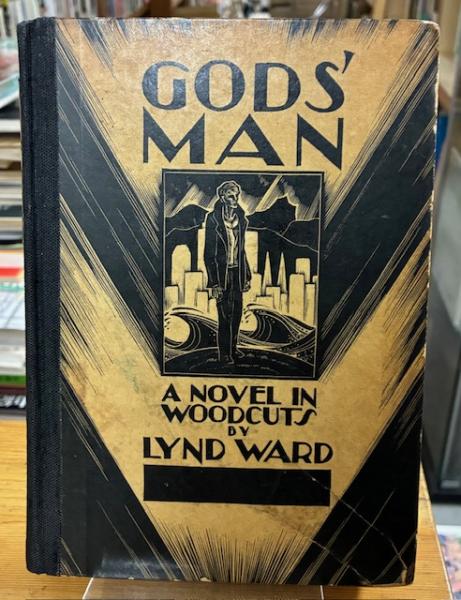 GODS'
MAN
A NOVEL IN
WOODCUTS
BY
LYND WARD